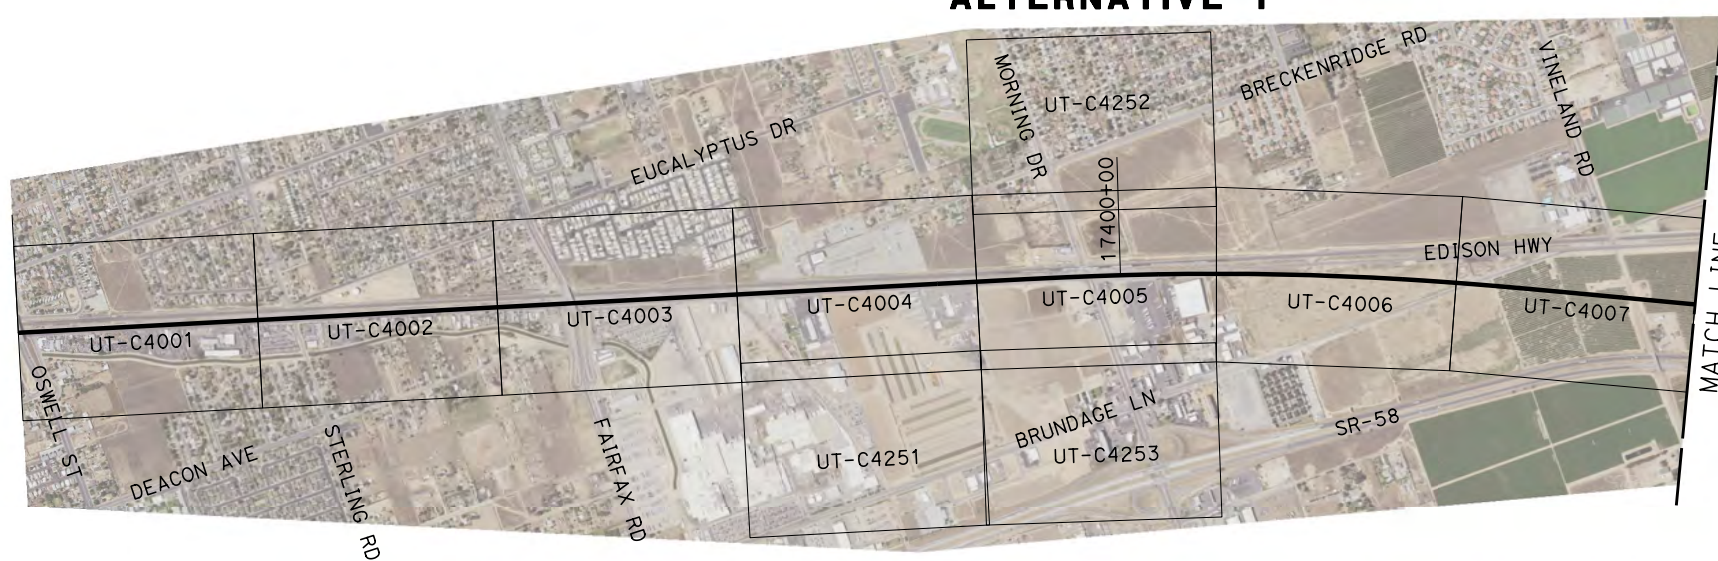 ALTERNATIVE 1
MORNING DR
UT-C4252
BRECKENRIDGE RD
VINELAND RD
EUCALYPTUS DR
17400+00
EDISON HWY
MATCH LINE
UT-C4001
UT-C4002
UT-C4003
UT-C4004
UT-C4005
UT-C4006
UT-C4007
OSWELL ST
DEACON AVE
STERLING RD
FAIRFAX RD
UT-C4251
BRUNDAGE LN
UT-C4253
SR-58